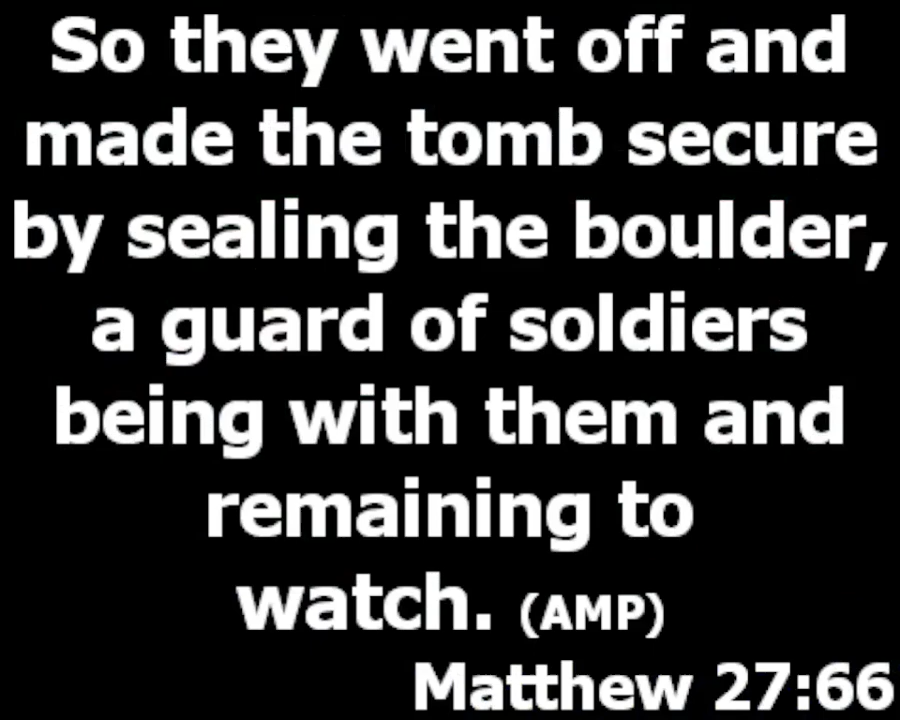 So they went off and
made the tomb secure
by sealing the boulder,
a guard of soldiers
being with them and
remaining to
watch. (AMP)
Matthew 27:66